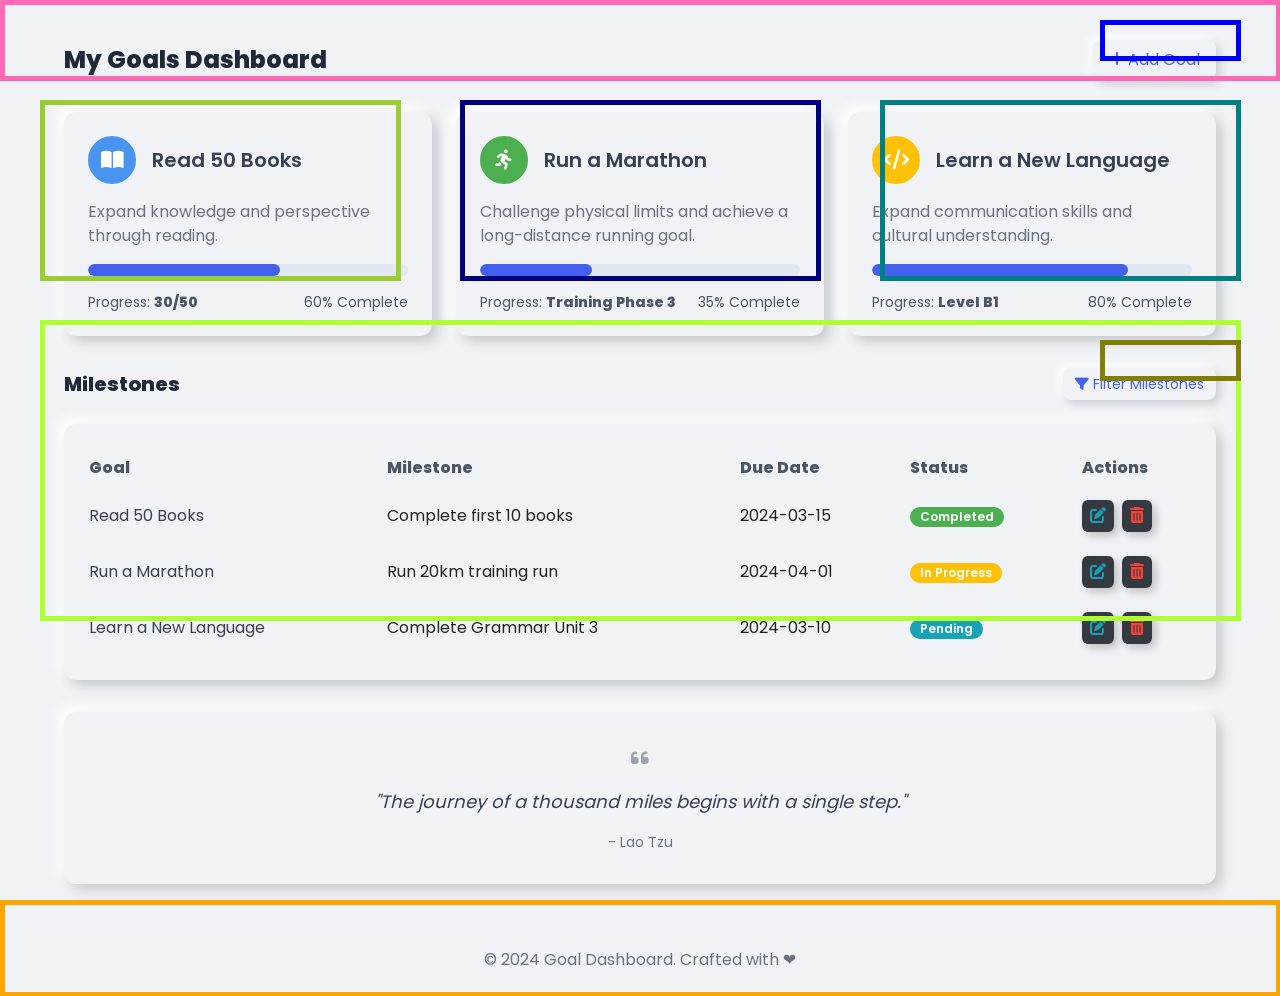 My Goals Dashboard
+ Add Goal
Read 50 Books
Expand knowledge and perspective
through reading.
Progress: 30/50 60% Complete
Run a Marathon
Challenge physical limits and achieve a
long-distance running goal.
Progress: Training Phase 3 35% Complete
Learn a New Language
Expand communication skills and
cultural understanding.
Progress: Level B1 80% Complete
Milestones
Filter Milestones
Goal Milestone Due Date Status Actions
Read 50 Books Complete first 10 books 2024-03-15 Completed
Run a Marathon Run 20km training run 2024-04-01 In Progress
Learn a New Language Complete Grammar Unit 3 2024-03-10 Pending
"The journey of a thousand miles begins with a single step."
- Lao Tzu
© 2024 Goal Dashboard. Crafted with ❤